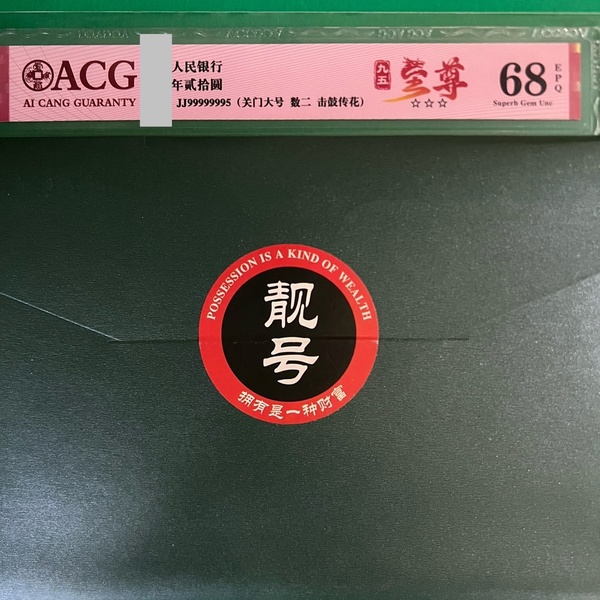 ACG
AI CANG GUARANTY
人民银行
年贰拾圆
JJ99999995（关门大号 数二 击鼓传花）
九五
至尊
☆☆☆
68
EPQ
Superb Gem Unc
POSSESSION IS A KIND OF WEALTH
靓号
拥有是一种财富